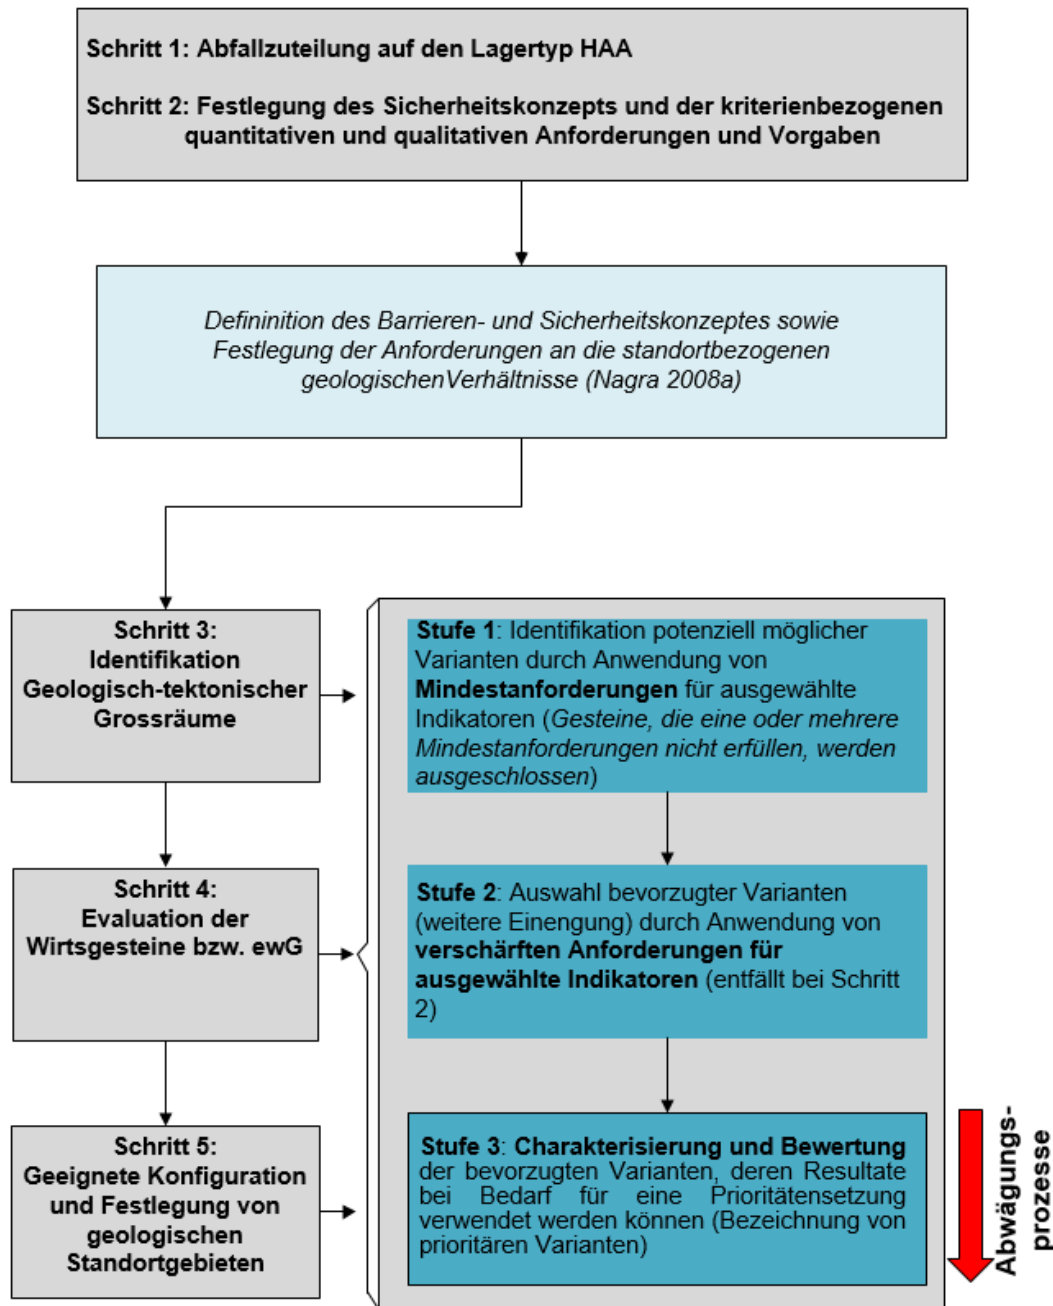 Schritt 1: Abfallzuteilung auf den Lagertyp HAA
Schritt 2: Festlegung des Sicherheitskonzepts und der kriterienbezogenen
quantitativen und qualitativen Anforderungen und Vorgaben
Defininition des Barrieren- und Sicherheitskonzeptes sowie
Festlegung der Anforderungen an die standortbezogenen
geologischenVerhältnisse (Nagra 2008a)
Schritt 3:
Identifikation
Geologisch-tektonischer
Grossräume
Stufe 1: Identifikation potenziell möglicher
Varianten durch Anwendung von
Mindestanforderungen für ausgewählte
Indikatoren (Gesteine, die eine oder mehrere
Mindestanforderungen nicht erfüllen, werden
ausgeschlossen)
Schritt 4:
Evaluation der
Wirtsgesteine bzw. ewG
Stufe 2: Auswahl bevorzugter Varianten
(weitere Einengung) durch Anwendung von
verschärften Anforderungen für
ausgewählte Indikatoren (entfällt bei Schritt
2)
Schritt 5:
Geeignete Konfiguration
und Festlegung von
geologischen
Standortgebieten
Stufe 3: Charakterisierung und Bewertung
der bevorzugten Varianten, deren Resultate
bei Bedarf für eine Prioritätensetzung
verwendet werden können (Bezeichnung von
prioritären Varianten)
Abwägungs-
prozesse